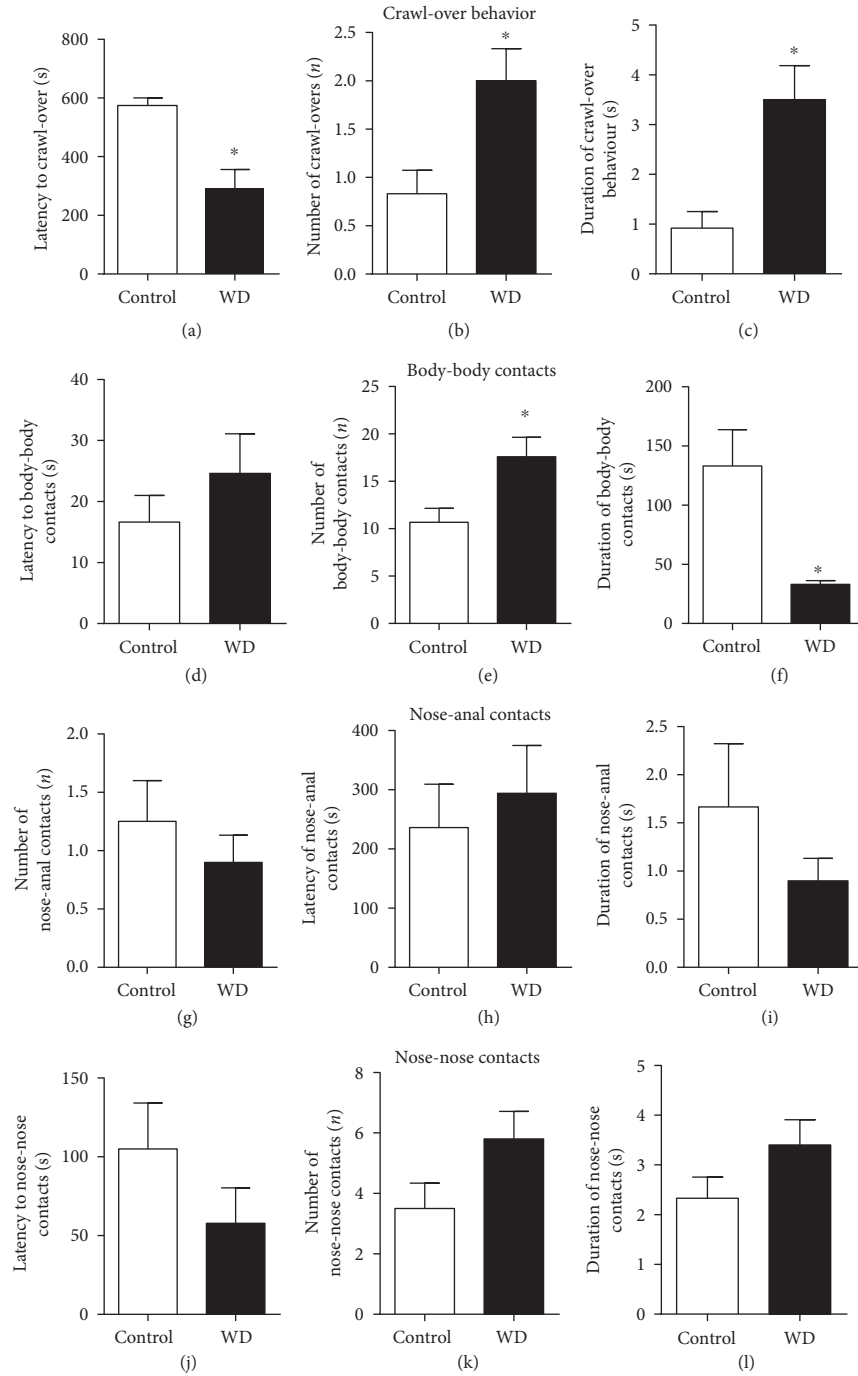 Crawl-over behavior
Latency to crawl-over (s)
800
600
400
200
0
*
Control WD
(a)
Number of crawl-overs (n)
2.5
2.0
1.5
1.0
0.5
0.0
*
Control WD
(b)
Duration of crawl-over
behaviour (s)
5
4
3
2
1
0
*
Control WD
(c)
Body-body contacts
Latency to body-body
contacts (s)
40
30
20
10
0
Control WD
(d)
Number of
body-body contacts (n)
25
20
15
10
5
0
*
Control WD
(e)
Duration of body-body
contacts (s)
200
150
100
50
0
*
Control WD
(f)
Nose-anal contacts
Number of
nose-anal contacts (n)
2.0
1.5
1.0
0.5
0.0
Control WD
(g)
Latency of nose-anal
contacts (s)
400
300
200
100
0
Control WD
(h)
Duration of nose-anal
contacts (s)
2.5
2.0
1.5
1.0
0.5
0.0
Control WD
(i)
Nose-nose contacts
Latency to nose-nose
contacts (s)
150
100
50
0
Control WD
(j)
Number of
nose-nose contacts (n)
8
6
4
2
0
Control WD
(k)
Duration of nose-nose
contacts (s)
5
4
3
2
1
0
Control WD
(l)